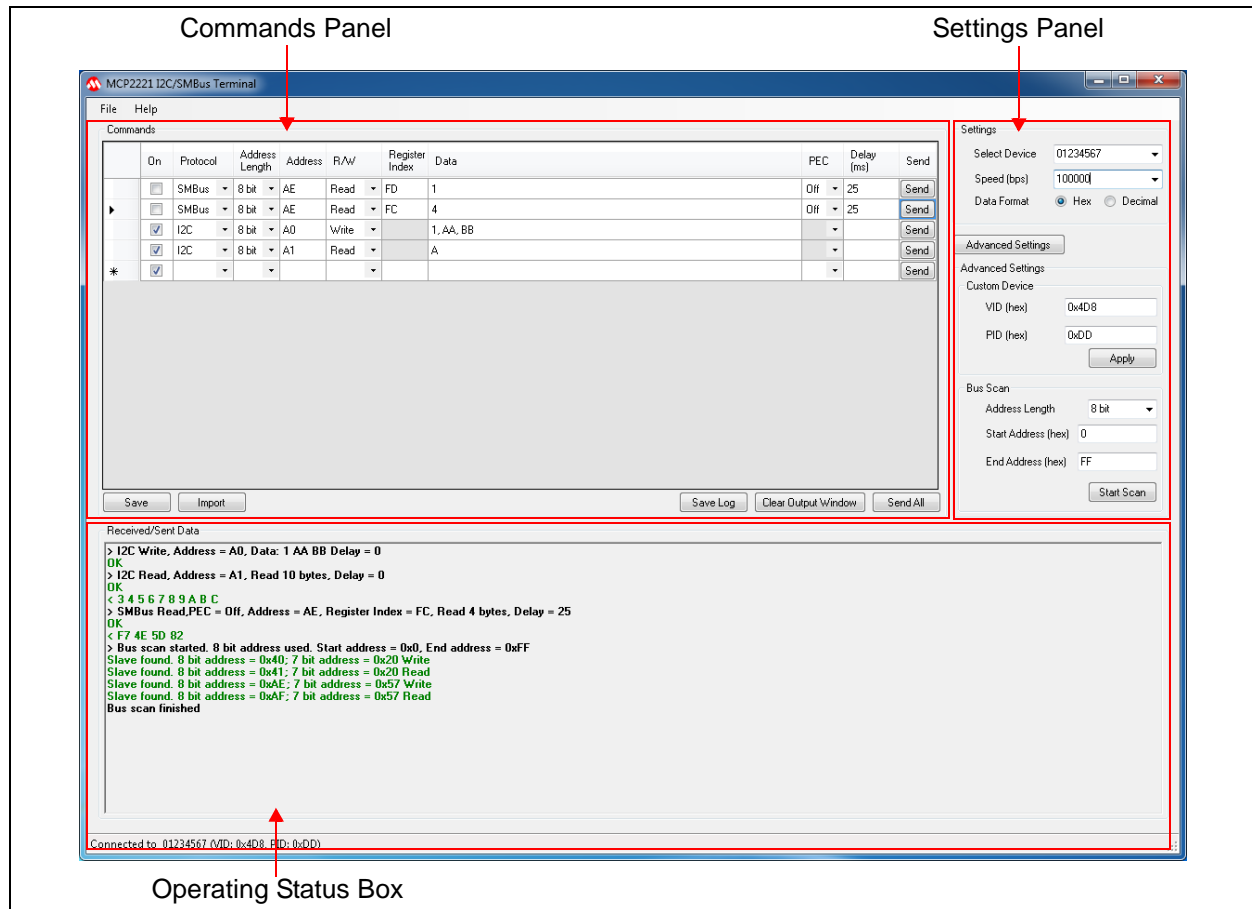 Commands Panel
Settings Panel
MCP2221 I2C/SMBus Terminal
File Help
Commands
On Protocol Address Length Address R/W Register Index Data PEC Delay (ms) Send
SMBus 8 bit AE Read FD 1 Off 25 Send
SMBus 8 bit AE Read FC 4 Off 25 Send
I2C 8 bit A0 Write 1, AA, BB Send
I2C 8 bit A1 Read A Send
* Send
Save Import Save Log Clear Output Window Send All
Settings
Select Device 01234567
Speed (bps) 100000
Data Format Hex Decimal
Advanced Settings
Advanced Settings
Custom Device
VID (hex) 0x4D8
PID (hex) 0xDD
Apply
Bus Scan
Address Length 8 bit
Start Address (hex) 0
End Address (hex) FF
Start Scan
Received/Sent Data
> I2C Write, Address = A0, Data: 1 AA BB Delay = 0
OK
> I2C Read, Address = A1, Read 10 bytes, Delay = 0
OK
< 3 4 5 6 7 8 9 A B C
> SMBus Read,PEC = Off, Address = AE, Register Index = FC, Read 4 bytes, Delay = 25
OK
< F7 4E 5D 82
> Bus scan started. 8 bit address used. Start address = 0x0, End address = 0xFF
Slave found. 8 bit address = 0x40; 7 bit address = 0x20 Write
Slave found. 8 bit address = 0x41; 7 bit address = 0x20 Read
Slave found. 8 bit address = 0xAE; 7 bit address = 0x57 Write
Slave found. 8 bit address = 0xAF; 7 bit address = 0x57 Read
Bus scan finished
Connected to 01234567 (VID: 0x4D8, PID: 0xDD)
Operating Status Box